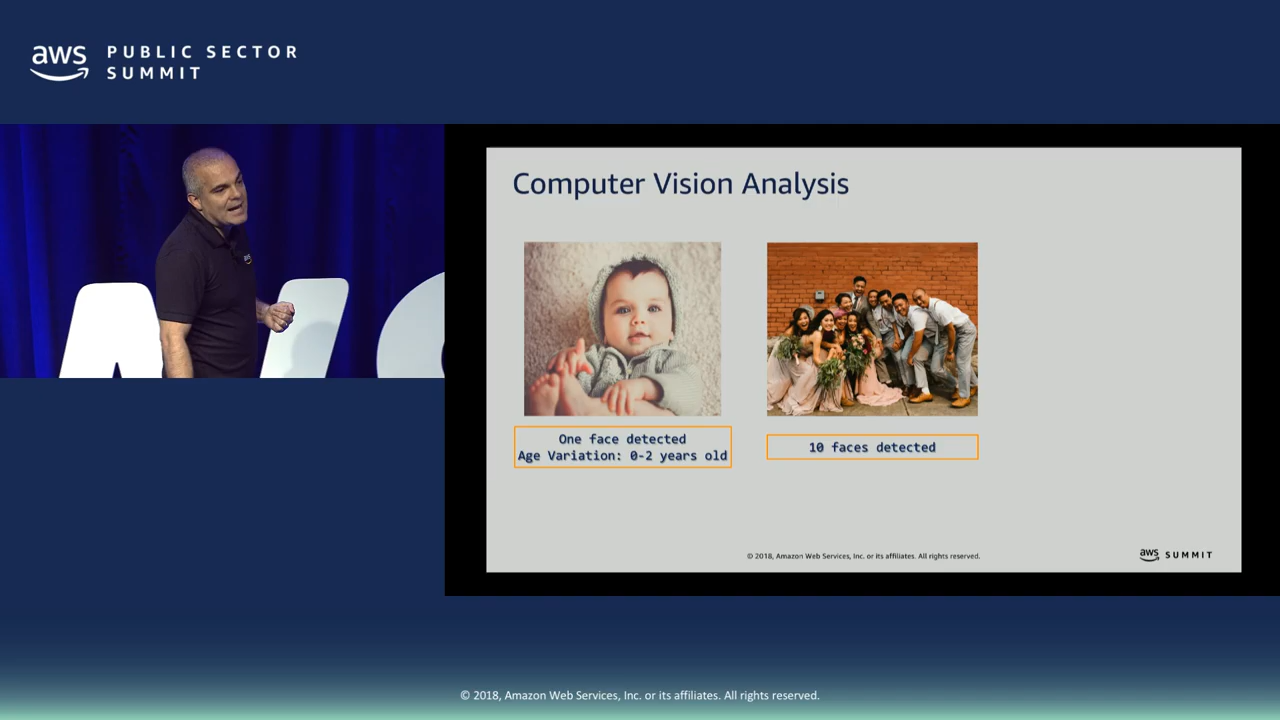 aws PUBLIC SECTOR
SUMMIT
Computer Vision Analysis
One face detected
Age Variation: 0-2 years old
10 faces detected
© 2018, Amazon Web Services, Inc. or its affiliates. All rights reserved.
aws SUMMIT
© 2018, Amazon Web Services, Inc. or its affiliates. All rights reserved.